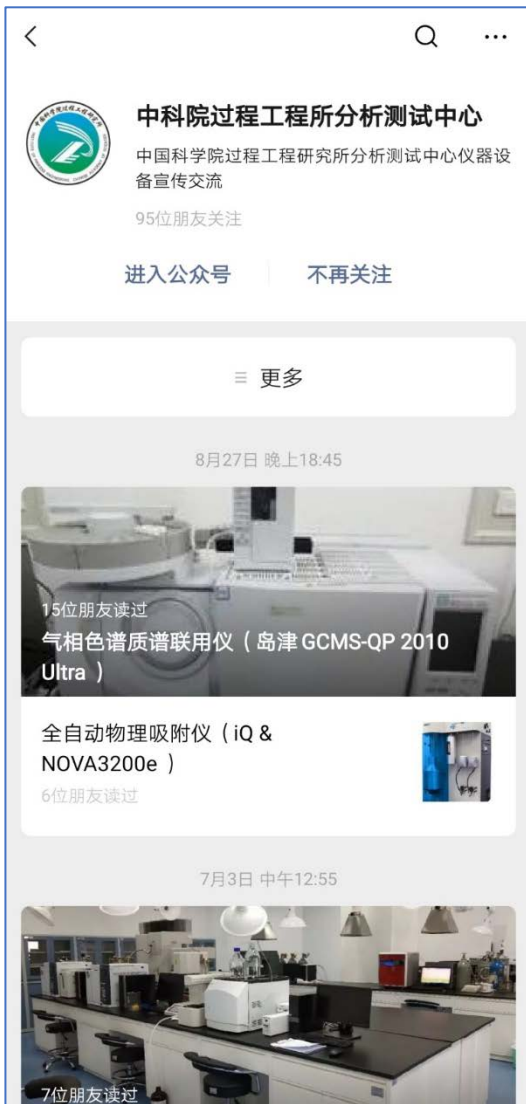 中科院过程工程所分析测试中心
中国科学院过程工程研究所分析测试中心仪器设
备宣传交流
95位朋友关注
进入公众号
不再关注
更多
8月27日 晚上18:45
15位朋友读过
气相色谱质谱联用仪（岛津 GCMS-QP 2010
Ultra ）
全自动物理吸附仪（iQ &
NOVA3200e ）
6位朋友读过
7月3日 中午12:55
7位朋友读过